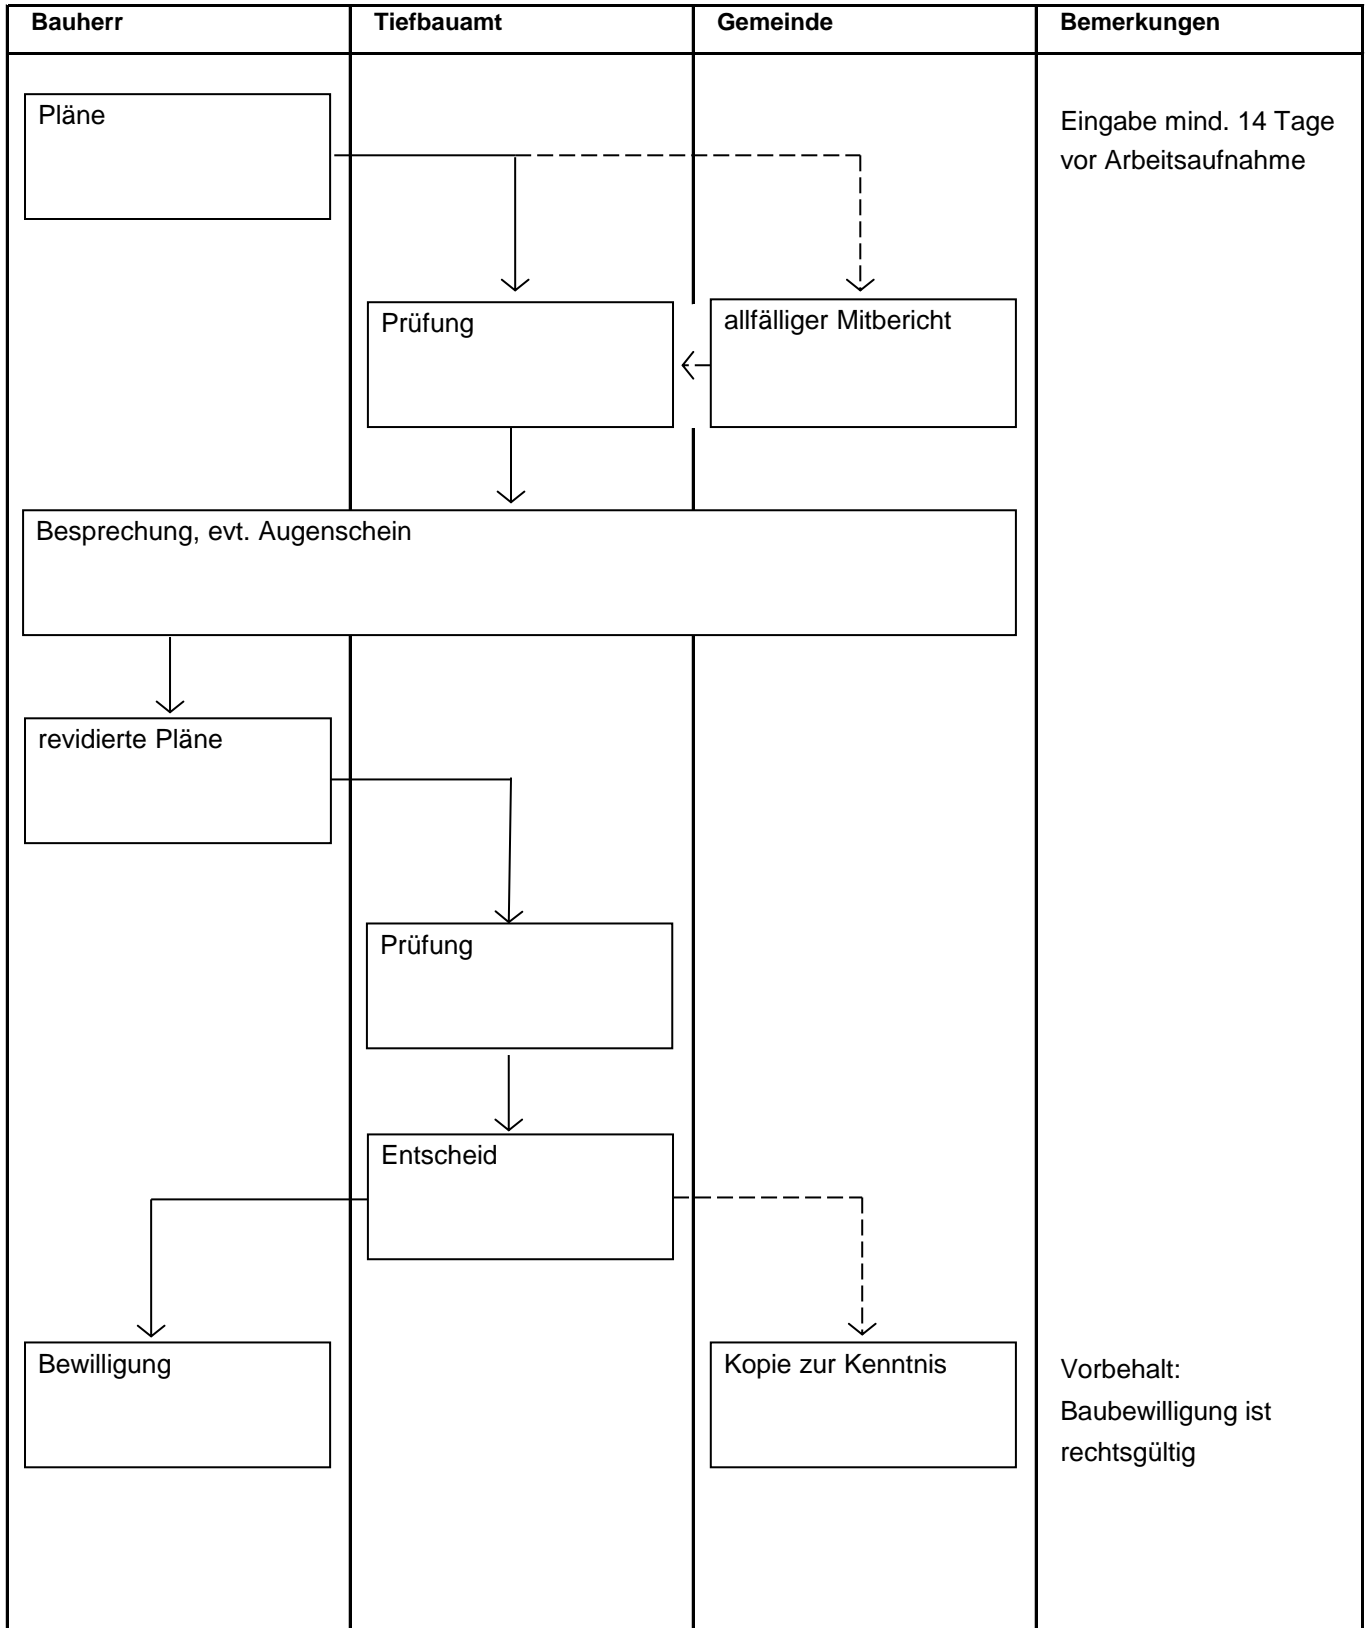 Bauherr Tiefbauamt Gemeinde Bemerkungen
Pläne
Eingabe mind. 14 Tage
vor Arbeitsaufnahme
Prüfung
allfälliger Mitbericht
Besprechung, evt. Augenschein
revidierte Pläne
Prüfung
Entscheid
Bewilligung
Kopie zur Kenntnis
Vorbehalt:
Baubewilligung ist
rechtsgültig